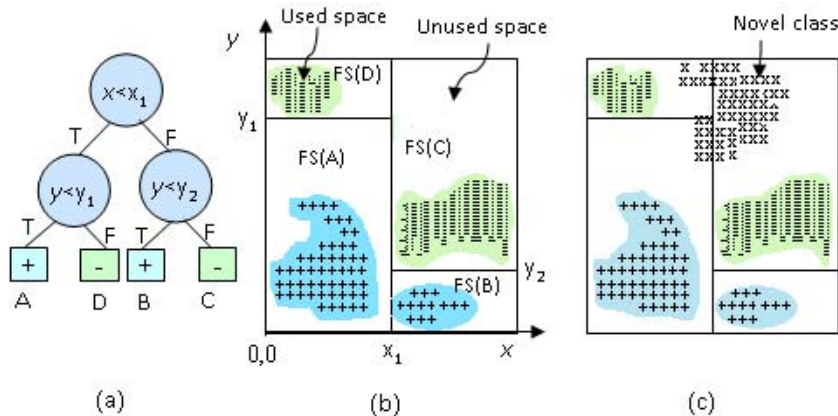 x<x1
T
F
y<y1
y<y2
T
F
T
F
+
-
+
-
A
D
B
C
(a)
y
Used space
Unused space
FS(D)
y1
FS(A)
FS(C)
FS(B)
y2
0,0
x1
x
(b)
Novel class
(c)